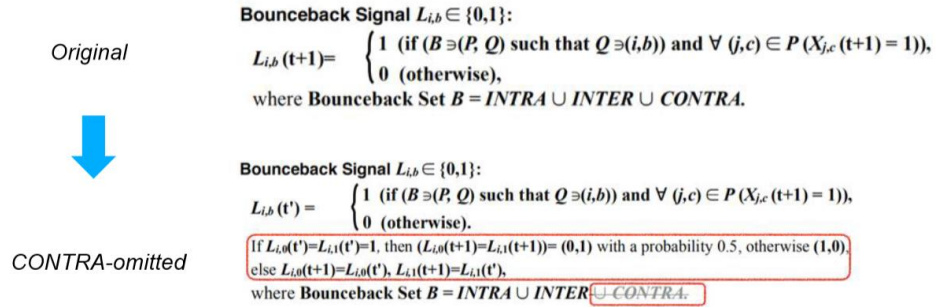 Original
Bounceback Signal Li,b ∈ {0,1}:
Li,b (t+1)= { 1 (if (B ∋(P, Q) such that Q ∋(i,b)) and ∀ (j,c) ∈ P (Xj,c (t+1) = 1)),
0 (otherwise),
where Bounceback Set B = INTRA ∪ INTER ∪ CONTRA.
CONTRA-omitted
Bounceback Signal Li,b ∈ {0,1}:
Li,b (t') = { 1 (if (B ∋(P, Q) such that Q ∋(i,b)) and ∀ (j,c) ∈ P (Xj,c (t+1) = 1)),
0 (otherwise).
If Li,0(t')=Li,1(t')=1, then (Li,0(t+1)=Li,1(t+1))= (0,1) with a probability 0.5, otherwise (1,0),
else Li,0(t+1)=Li,0(t'), Li,1(t+1)=Li,1(t'),
where Bounceback Set B = INTRA ∪ INTER ∪ CONTRA.